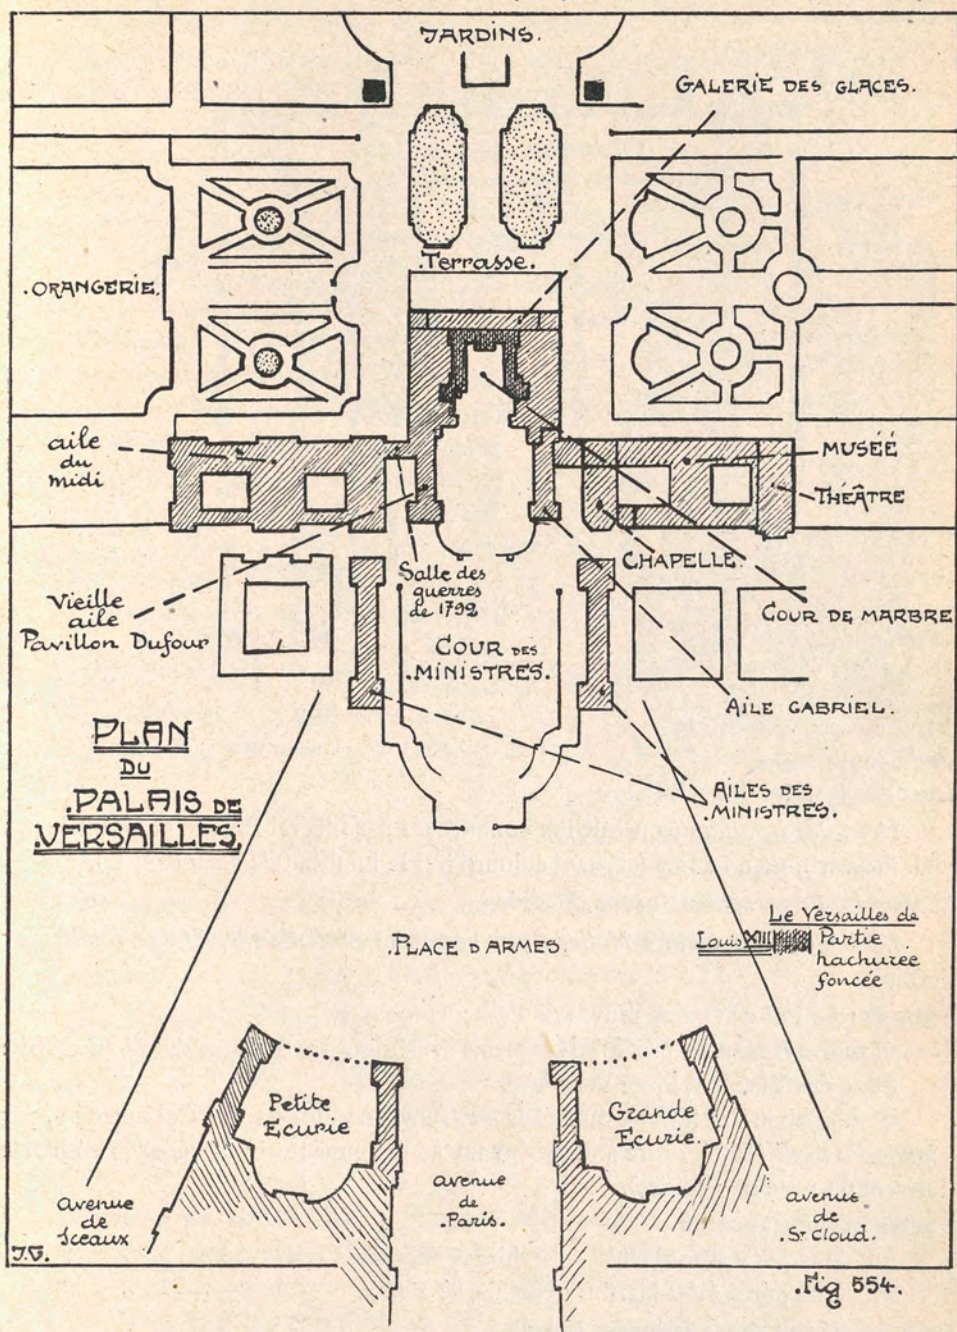 JARDINS.
GALERIE DES GLACES.
.Terrasse.
.ORANGERIE.
aile
du
midi
MUSÉÉ
THÉÂTRE
CHAPELLE.
Salle des
guerres
de 1792
Vieille
aile
Pavillon Dufour
COUR DE MARBRE
COUR DES
.MINISTRES.
AILE GABRIEL.
PLAN
DU
.PALAIS DE
VERSAILLES.
AILES DES
MINISTRES.
.PLACE D'ARMES
Le Versailles de
Louis XIII Partie
hachurée
foncée
Petite
Ecurie
Grande
Ecurie.
avenue
de
Sceaux
avenue
de
.Paris.
avenue
de
.St Cloud.
J.G.
.Fig 554.